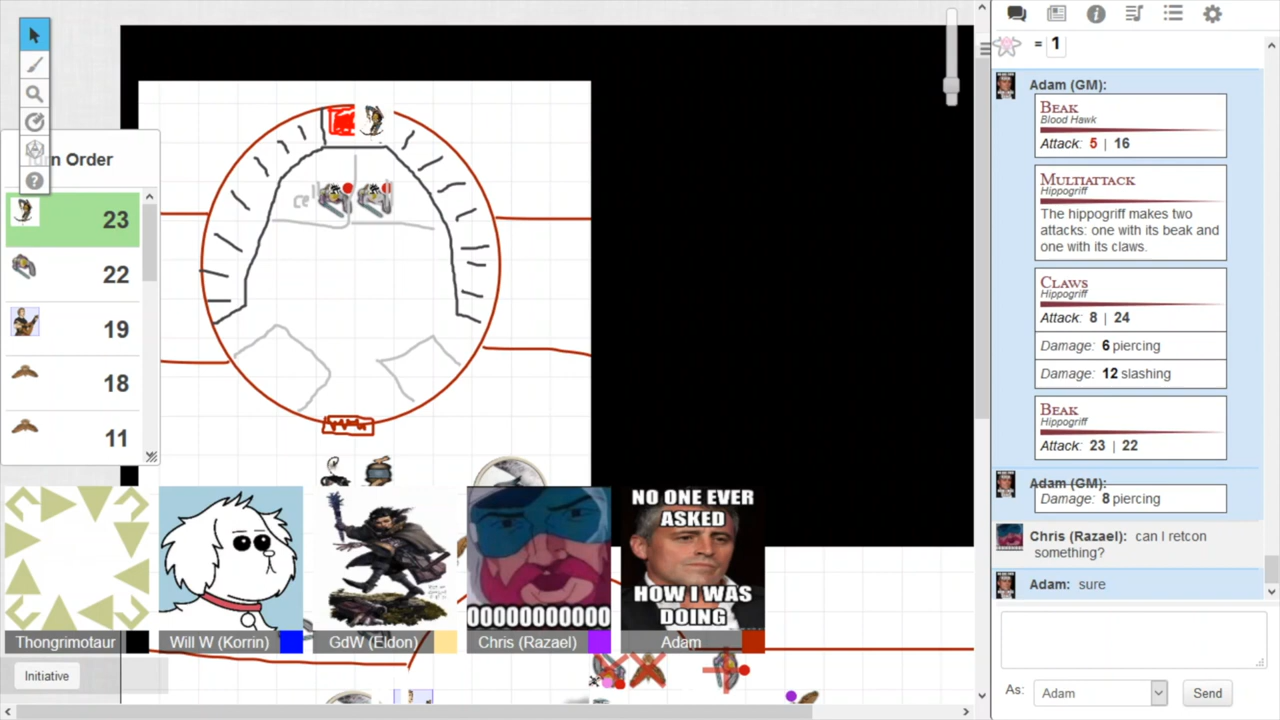 = 1
Adam (GM):
BEAK
Blood Hawk
Attack: 5 | 16
MULTIATTACK
Hippogriff
The hippogriff makes two
attacks: one with its beak and
one with its claws.
CLAWS
Hippogriff
Attack: 8 | 24
Damage: 6 piercing
Damage: 12 slashing
BEAK
Hippogriff
Attack: 23 | 22
Adam (GM):
Damage: 8 piercing
Chris (Razael): can I retcon
something?
Adam: sure
As: Adam
Send
Order
23
22
19
18
11
NO ONE EVER
ASKED
HOW I WAS
DOING
OOOOOOOOOOO
Thongrimotaur
Will W (Korrin)
GdW (Eldon)
Chris (Razael)
Adam
Initiative